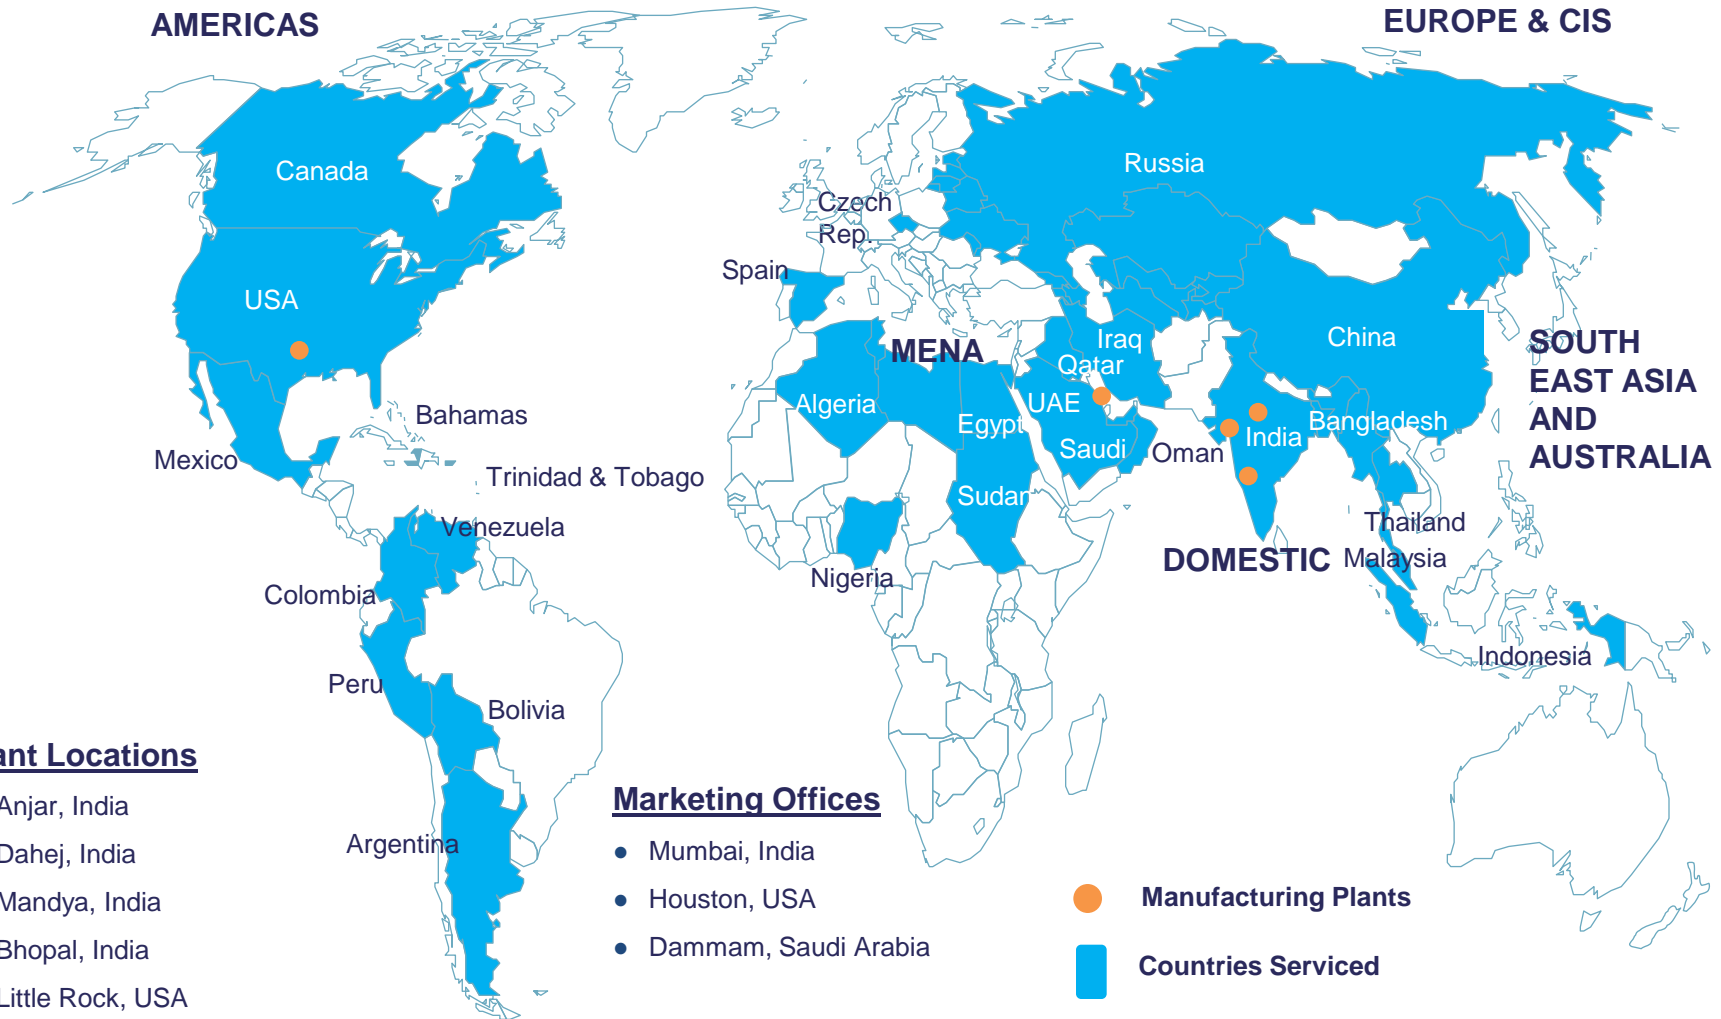 AMERICAS
EUROPE & CIS
Canada
Russia
Czech
Rep.
Spain
USA
MENA
Iraq
Qatar
China
SOUTH
EAST ASIA
AND
AUSTRALIA
Algeria
UAE
Egypt
Bahamas
Bangladesh
India
Saudi
Oman
Mexico
Trinidad & Tobago
Sudan
Venezuela
Thailand
DOMESTIC
Malaysia
Nigeria
Colombia
Indonesia
Peru
Bolivia
Argentina
ant Locations
Anjar, India
Dahej, India
Mandya, India
Bhopal, India
Little Rock, USA
Marketing Offices
● Mumbai, India
● Houston, USA
● Dammam, Saudi Arabia
Manufacturing Plants
Countries Serviced